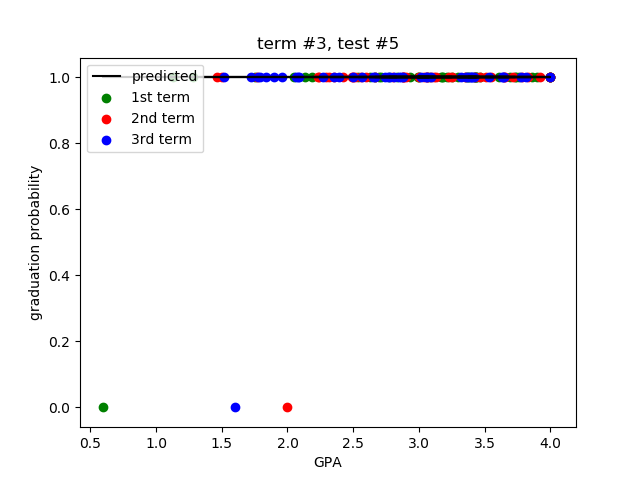 term #3, test #5
predicted
1st term
2nd term
3rd term
graduation probability
1.0
0.8
0.6
0.4
0.2
0.0
0.5 1.0 1.5 2.0 2.5 3.0 3.5 4.0
GPA